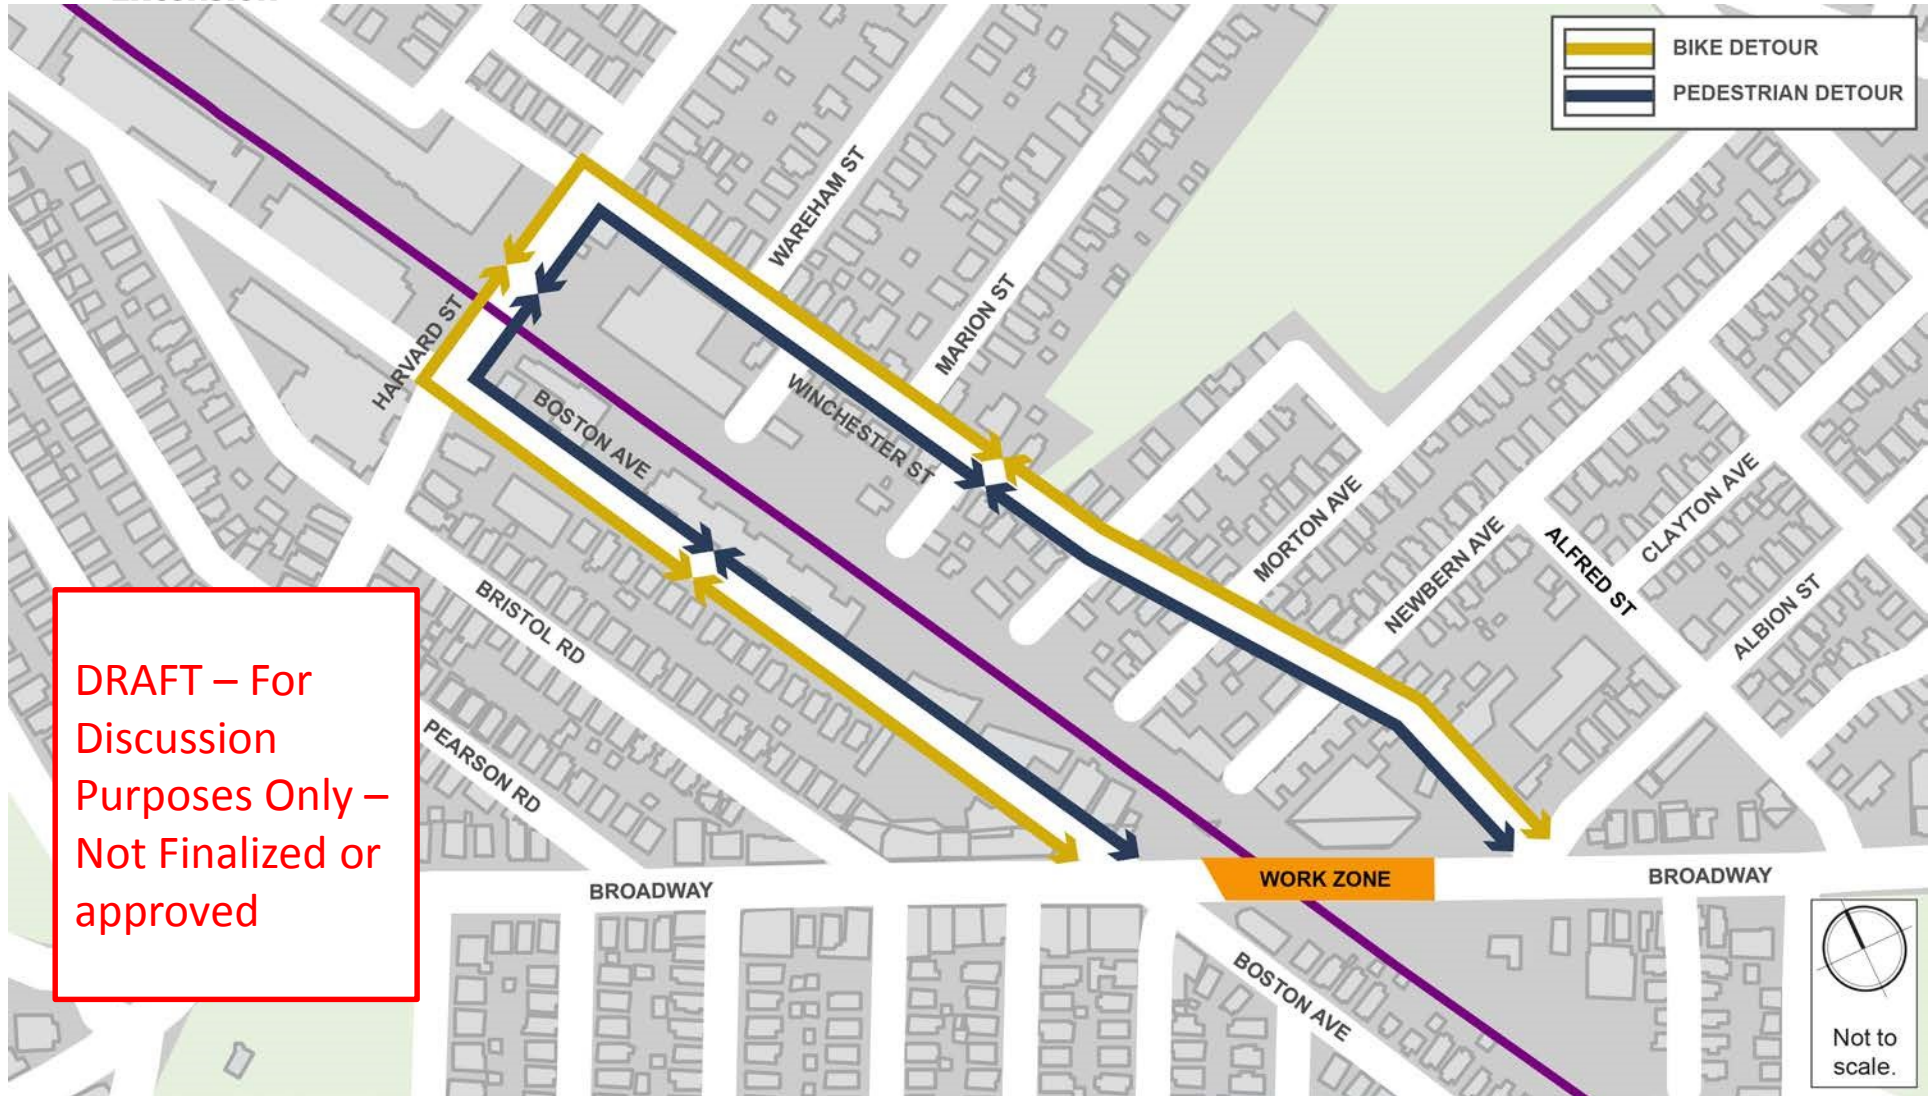 BIKE DETOUR
PEDESTRIAN DETOUR
WAREHAM ST
MARION ST
HARVARD ST
WINCHESTER ST
BOSTON AVE
MORTON AVE
NEWBERN AVE
ALFRED ST
CLAYTON AVE
ALBION ST
BRISTOL RD
PEARSON RD
DRAFT – For
Discussion
Purposes Only –
Not Finalized or
approved
BROADWAY
WORK ZONE
BROADWAY
BOSTON AVE
Not to
scale.